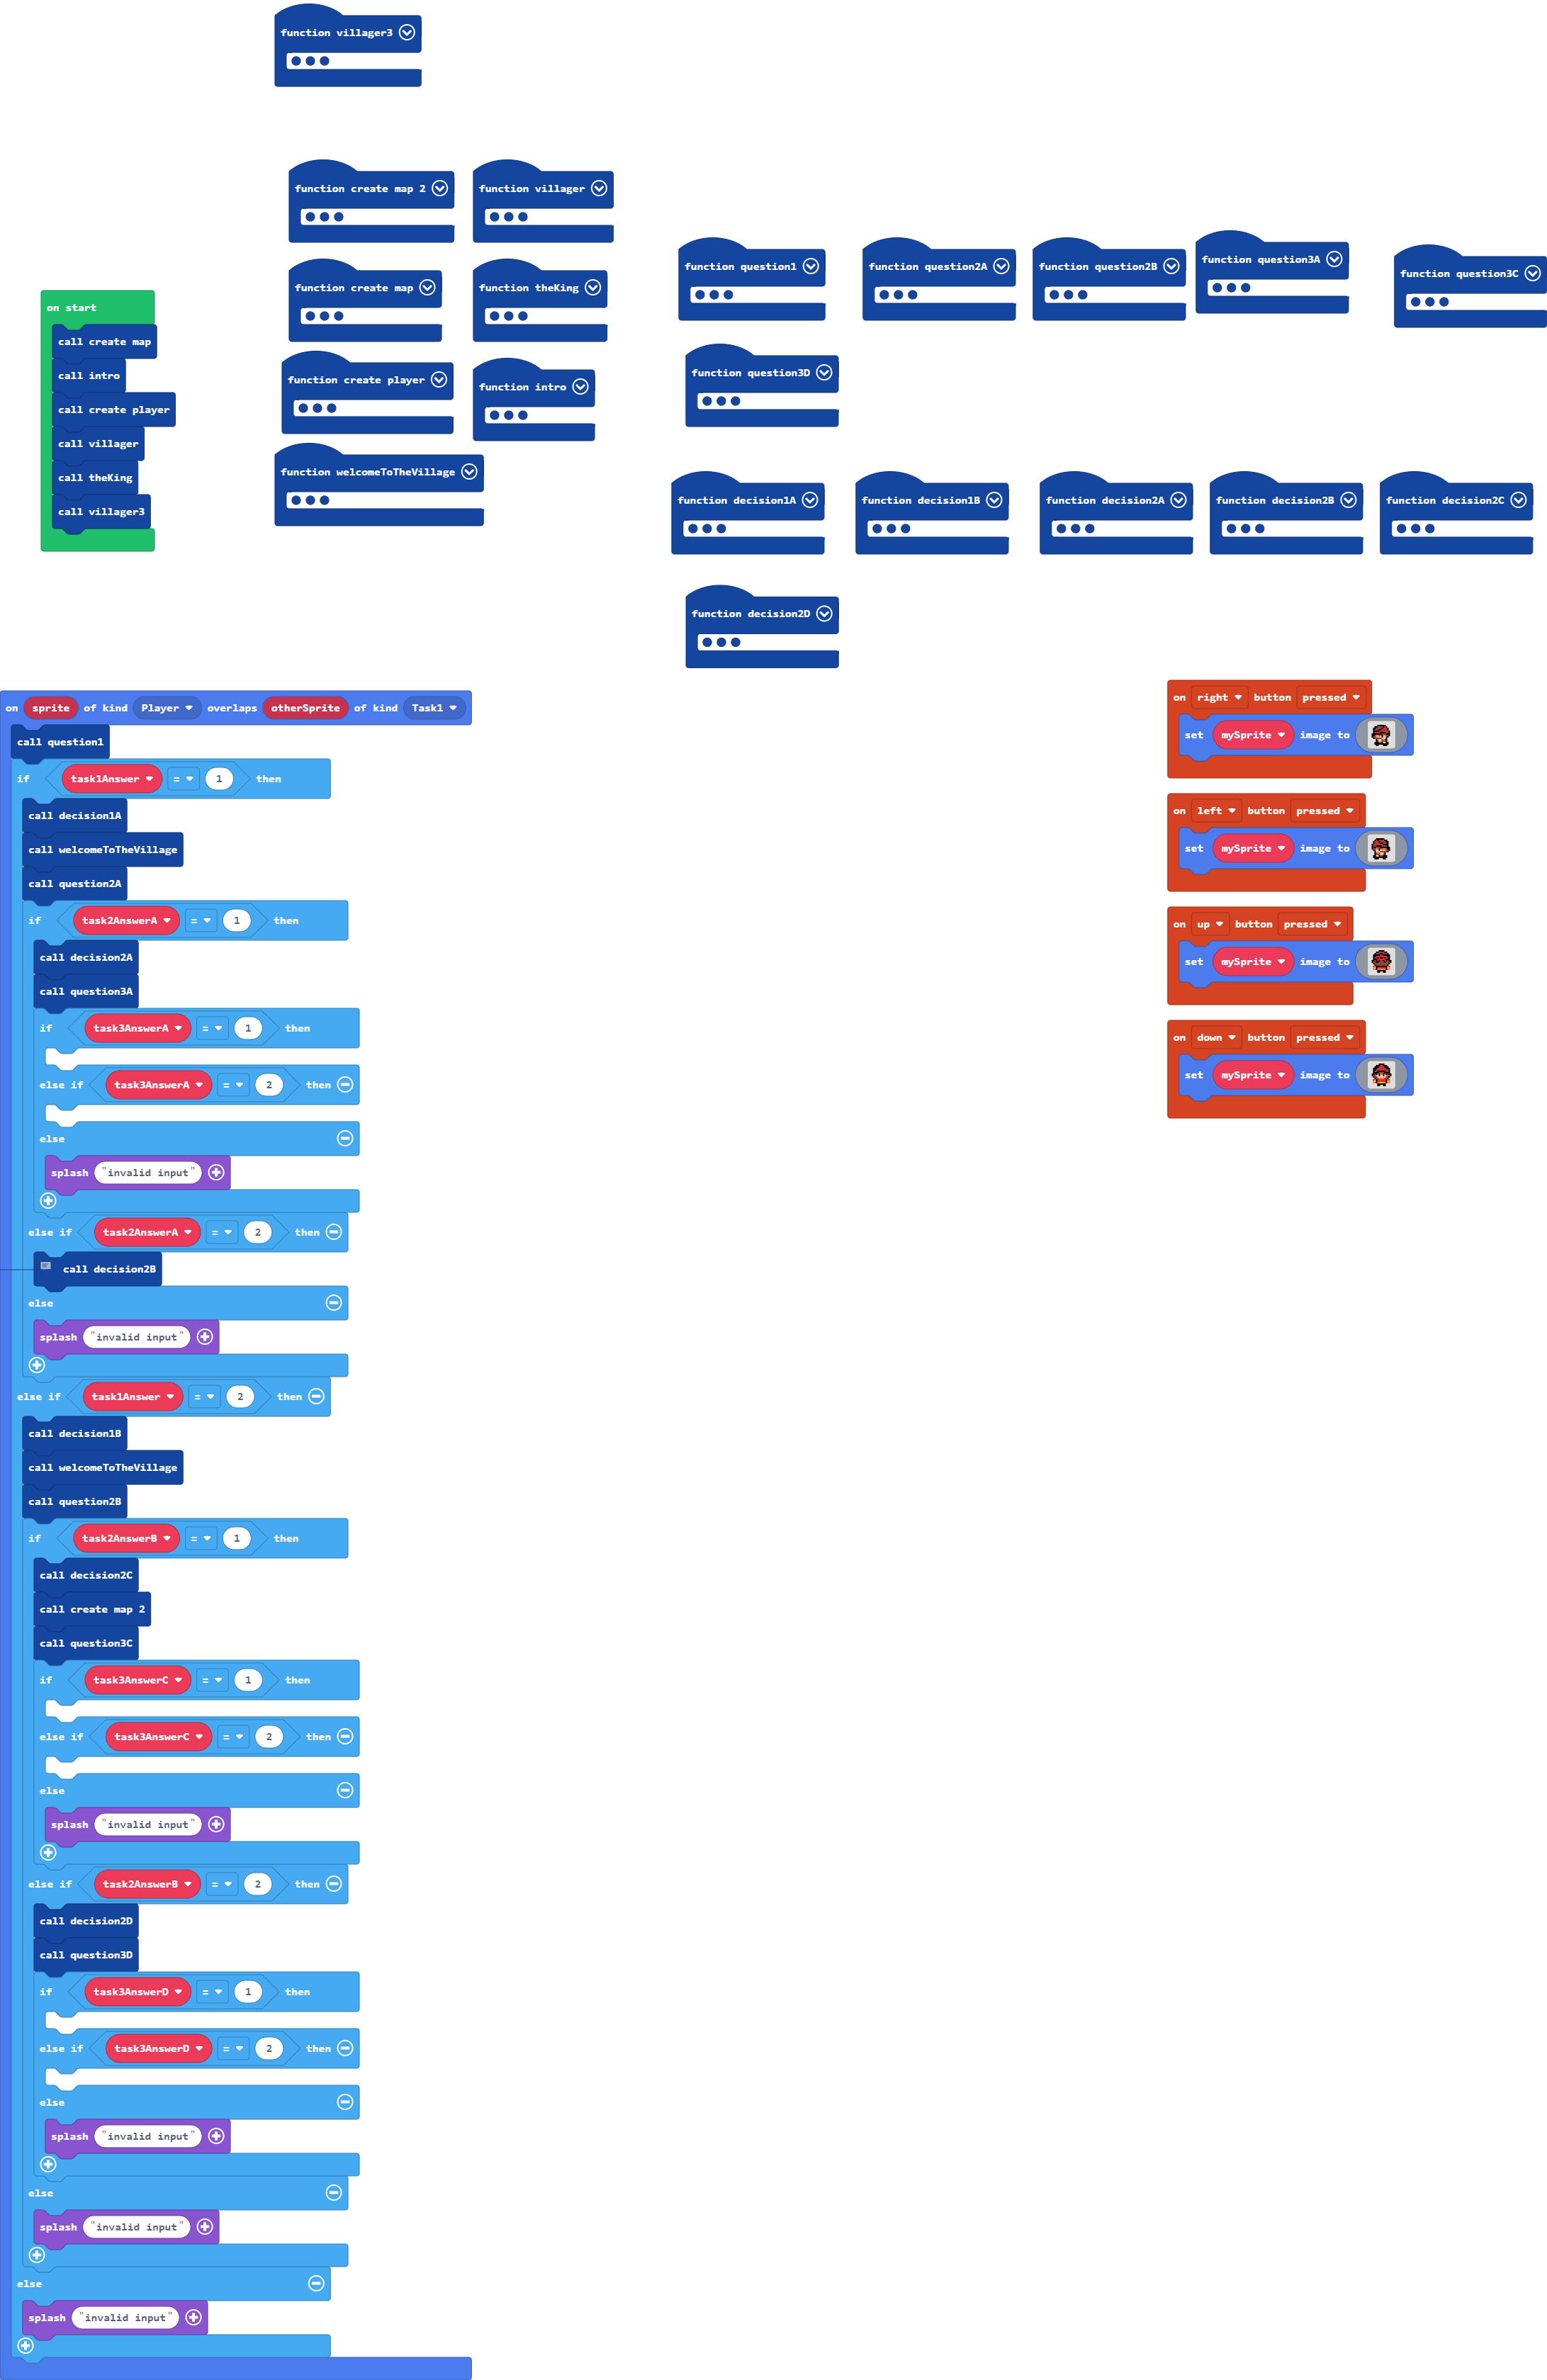 function villager3
function create map 2
function villager
function create map
function theKing
function create player
function intro
function welcomeToTheVillage
on start
call create map
call intro
call create player
call villager
call theKing
call villager3
function question1
function question2A
function question2B
function question3A
function question3C
function question3D
function decision1A
function decision1B
function decision2A
function decision2B
function decision2C
function decision2D
on sprite of kind Player overlaps otherSprite of kind Task1
call question1
if task1Answer = 1 then
call decision1A
call welcomeToTheVillage
call question2A
if task2AnswerA = 1 then
call decision2A
call question3A
if task3AnswerA = 1 then
else if task3AnswerA = 2 then
else
splash "invalid input"
else if task2AnswerA = 2 then
call decision2B
else
splash "invalid input"
else if task1Answer = 2 then
call decision1B
call welcomeToTheVillage
call question2B
if task2AnswerB = 1 then
call decision2C
call create map 2
call question3C
if task3AnswerC = 1 then
else if task3AnswerC = 2 then
else
splash "invalid input"
else if task2AnswerB = 2 then
call decision2D
call question3D
if task3AnswerD = 1 then
else if task3AnswerD = 2 then
else
splash "invalid input"
else
splash "invalid input"
else
splash "invalid input"
on right button pressed
set mySprite image to
on left button pressed
set mySprite image to
on up button pressed
set mySprite image to
on down button pressed
set mySprite image to